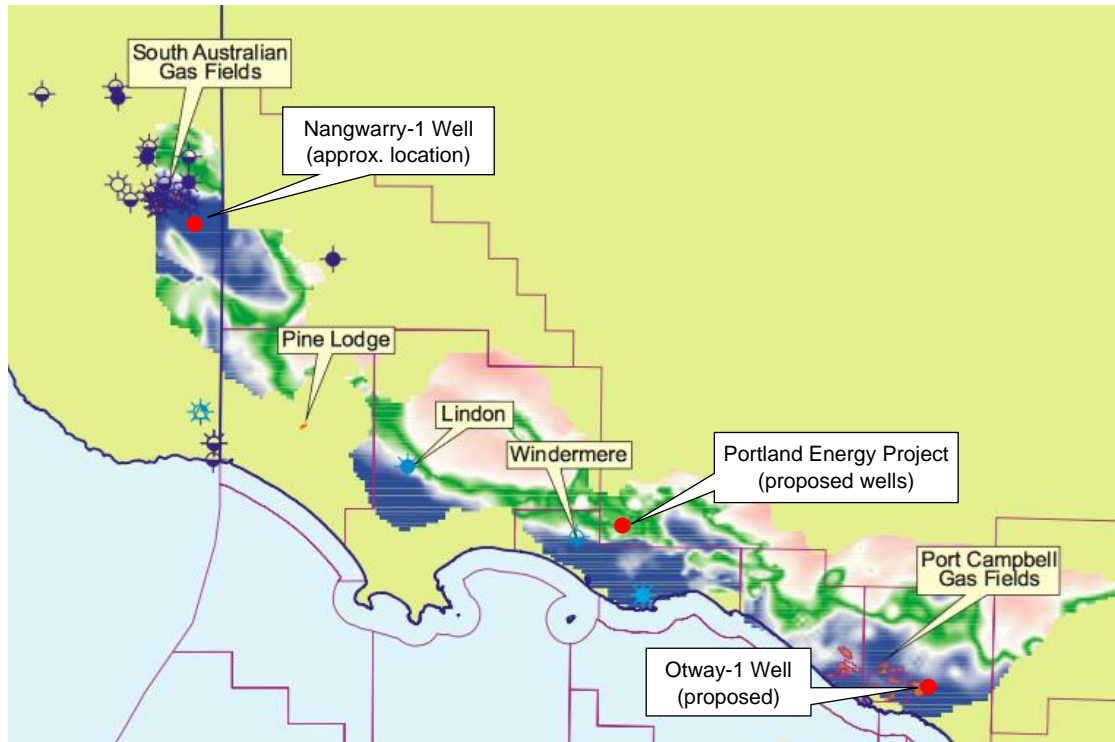 South Australian
Gas Fields
Nangwarry-1 Well
(approx. location)
Pine Lodge
Lindon
Windermere
Portland Energy Project
(proposed wells)
Port Campbell
Gas Fields
Otway-1 Well
(proposed)